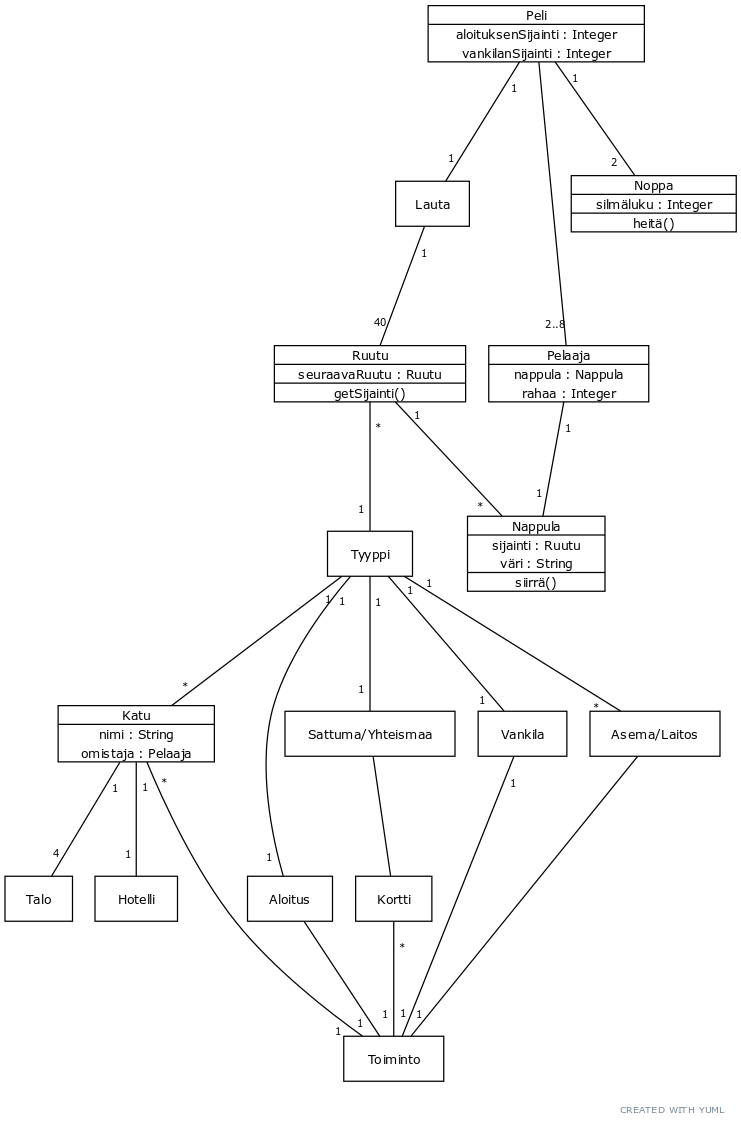 Peli
aloituksenSijainti : Integer
vankilanSijainti : Integer
1
1
1
2
1
Lauta
Noppa
silmäluku : Integer
heitä()
1
40
2..8
Ruutu
seuraavaRuutu : Ruutu
getSijainti()
Pelaaja
nappula : Nappula
rahaa : Integer
*
1
1
1
*
1
Nappula
sijainti : Ruutu
väri : String
siirrä()
Tyyppi
1
1
1
1
1
*
1
1
*
Katu
nimi : String
omistaja : Pelaaja
Sattuma/Yhteismaa
Vankila
Asema/Laitos
1
1
*
1
4
1
1
Talo
Hotelli
Aloitus
Kortti
*
1
1
1
1
1
Toiminto
CREATED WITH YUML